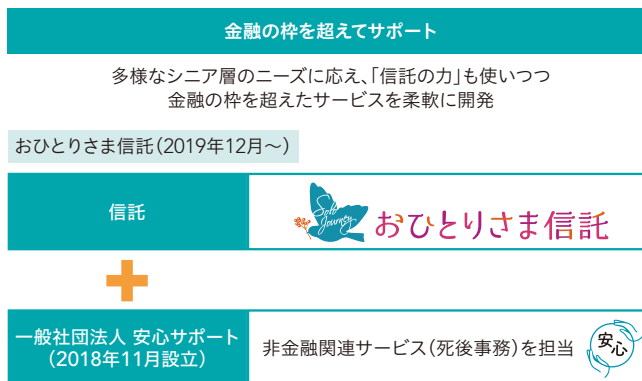 金融の枠を超えてサポート
多様なシニア層のニーズに応え、「信託の力」も使いつつ
金融の枠を超えたサービスを柔軟に開発
おひとりさま信託(2019年12月〜)
信託
Solo Journey
おひとりさま信託
一般社団法人 安心サポート
(2018年11月設立)
非金融関連サービス(死後事務)を担当
安心